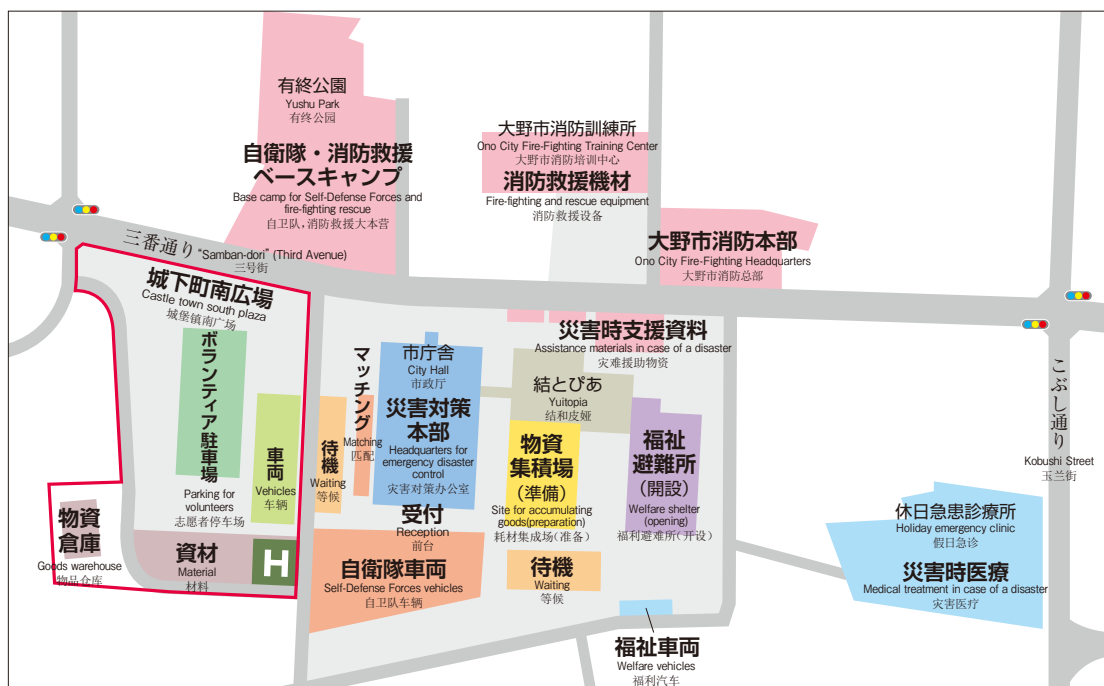 有終公園
Yushu Park
有终公园
自衛隊・消防救援
ベースキャンプ
Base camp for Self-Defense Forces and
fire-fighting rescue
自卫队,消防救援大本营
大野市消防訓練所
Ono City Fire-Fighting Training Center
大野市消防培训中心
消防救援機材
Fire-fighting and rescue equipment
消防救援设备
大野市消防本部
Ono City Fire-Fighting Headquarters
大野市消防总部
三番通り "Samban-dori" (Third Avenue)
三号街
城下町南広場
Castle town south plaza
城堡镇南广场
ボランティア駐車場
Parking for
volunteers
志愿者停车场
車両
Vehicles
车辆
待機
Waiting
等候
マッチング
Matching
匹配
市庁舎
City Hall
市政厅
災害対策
本部
Headquarters for
emergency disaster
control
灾害对策办公室
受付
Reception
前台
災害時支援資料
Assistance materials in case of a disaster
灾难援助物资
結とぴあ
Yuitopia
结和皮娅
物資
集積場
(準備)
Site for accumulating
goods(preparation)
耗材集成场(准备)
福祉
避難所
(開設)
Welfare shelter
(opening)
福利避难所(开设)
こぶし通り
Kobushi Street
玉兰街
物資
倉庫
Goods warehouse
物品仓库
資材
Material
材料
H
自衛隊車両
Self-Defense Forces vehicles
自卫队车辆
待機
Waiting
等候
福祉車両
Welfare vehicles
福利汽车
休日急患診療所
Holiday emergency clinic
假日急诊
災害時医療
Medical treatment in case of a disaster
灾害医疗